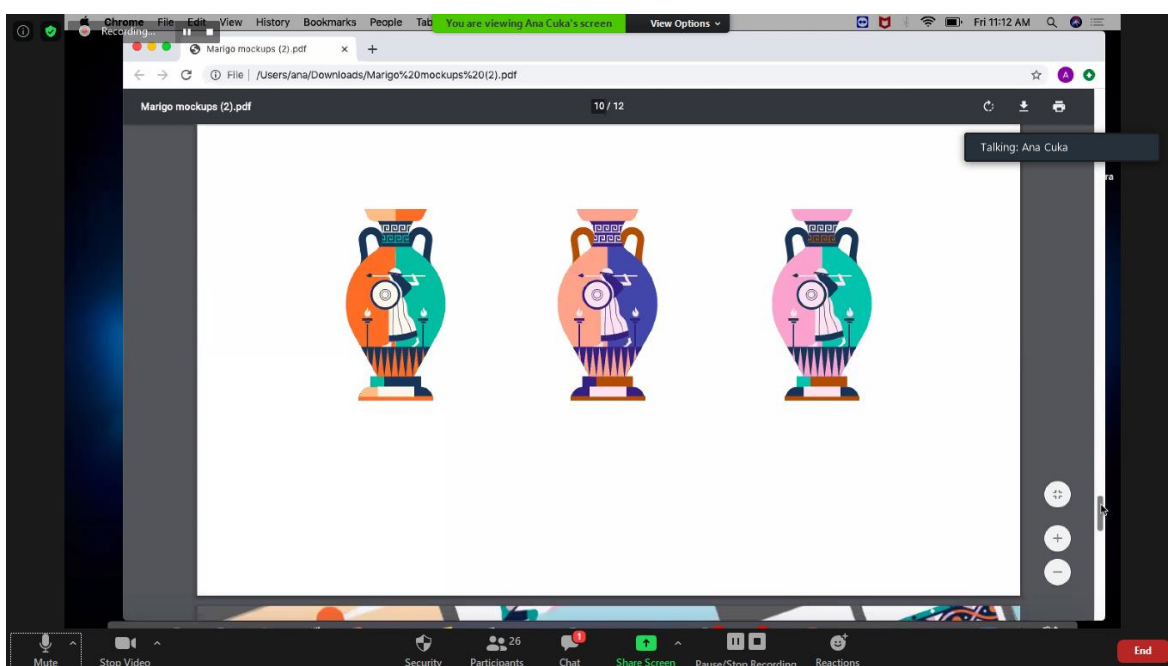 Chrome File Edit View History Bookmarks People Tab
You are viewing Ana Cuka's screen
View Options
Fri 11:12 AM
Recording...
Marigo mockups (2).pdf
File | /Users/ana/Downloads/Marigo%20mockups%20(2).pdf
A
Marigo mockups (2).pdf
10 / 12
Talking: Ana Cuka
ra
Mute
Stop Video
Security
26
Participants
1
Chat
Share Screen
Pause/Stop Recording
Reactions
End